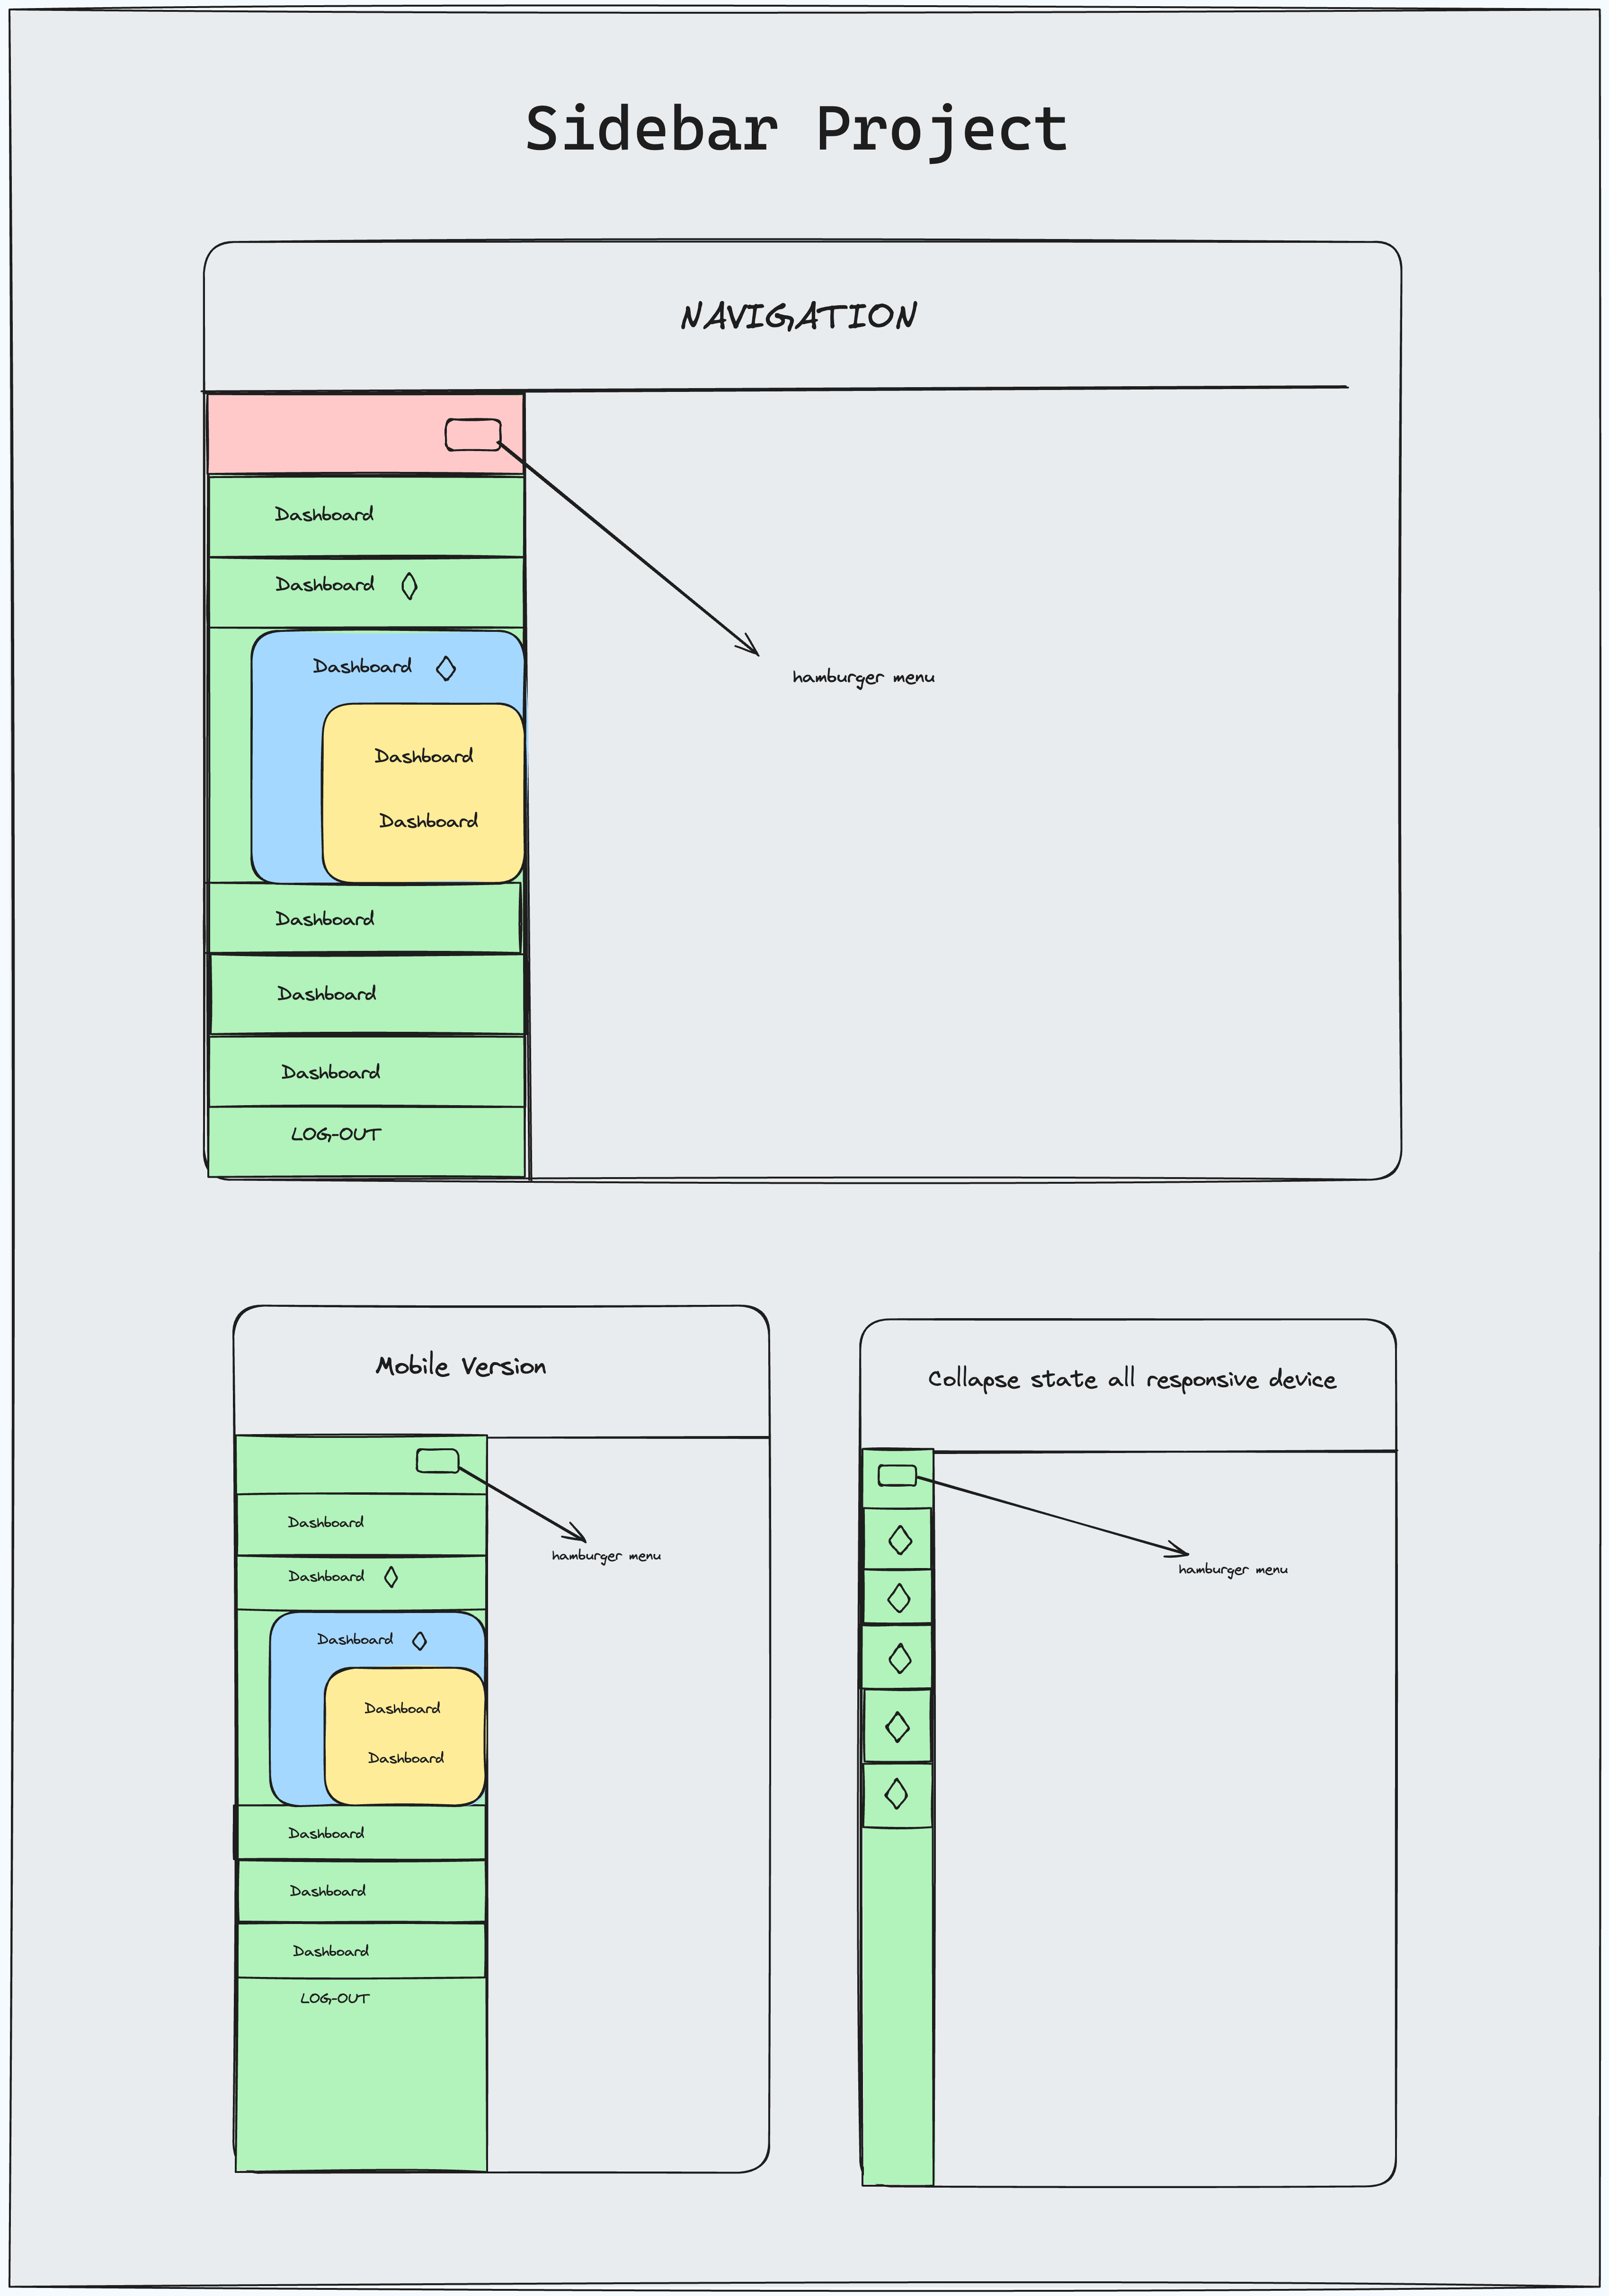 Sidebar Project
NAVIGATION
Dashboard
Dashboard
Dashboard
hamburger menu
Dashboard
Dashboard
Dashboard
Dashboard
Dashboard
LOG-OUT
Mobile Version
Dashboard
hamburger menu
Dashboard
Dashboard
Dashboard
Dashboard
Dashboard
Dashboard
Dashboard
LOG-OUT
Collapse state all responsive device
hamburger menu